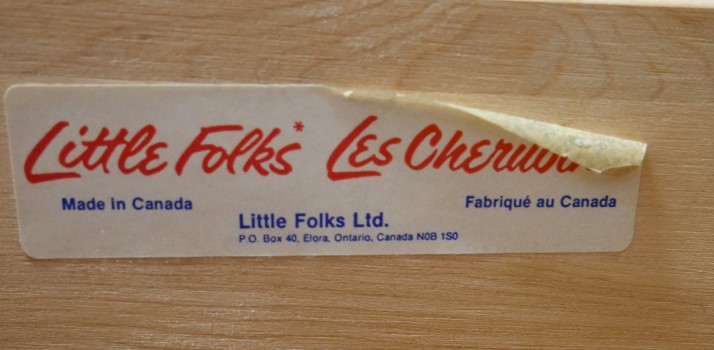 Little Folks* Les
Made in Canada Fabriqué au Canada
Little Folks Ltd.
P.O. Box 40, Elora, Ontario, Canada N0B 1S0